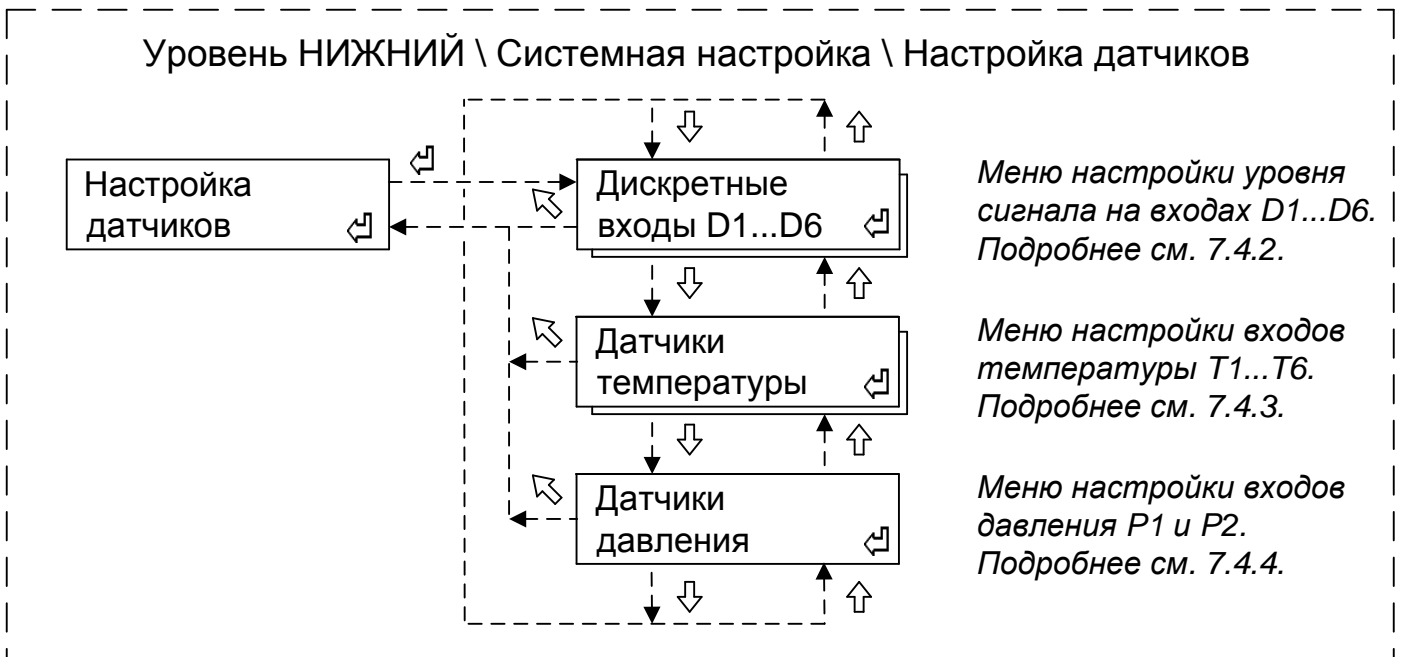 Уровень НИЖНИЙ \ Системная настройка \ Настройка датчиков
Настройка
датчиков
Дискретные
входы D1...D6
Меню настройки уровня
сигнала на входах D1...D6.
Подробнее см. 7.4.2.
Датчики
температуры
Меню настройки входов
температуры T1...T6.
Подробнее см. 7.4.3.
Датчики
давления
Меню настройки входов
давления P1 и P2.
Подробнее см. 7.4.4.